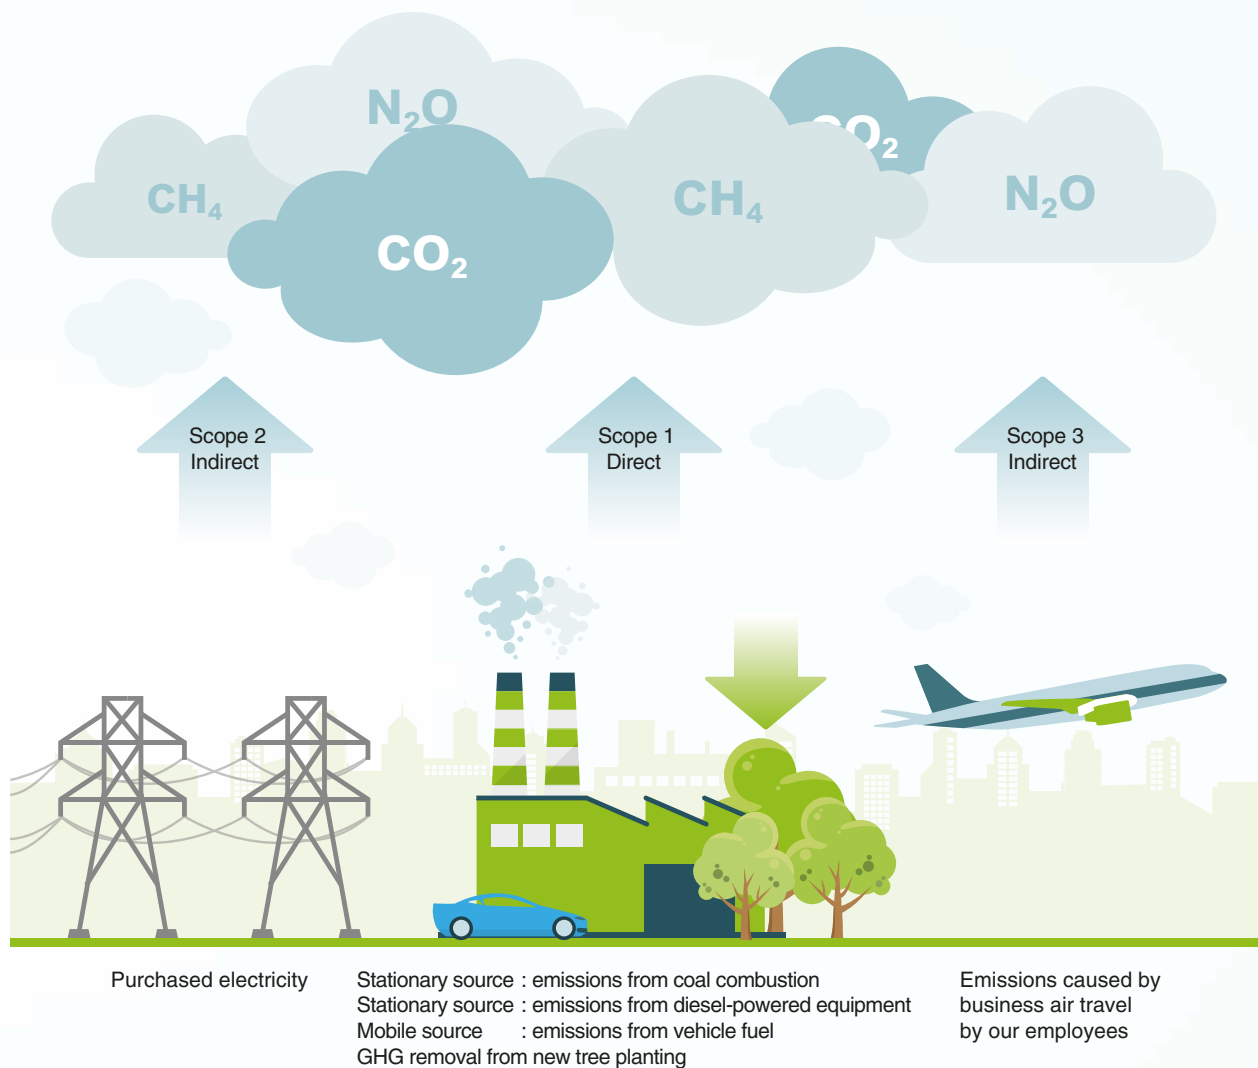 N₂O
CO₂
CH₄
CH₄
N₂O
CO₂
Scope 2
Indirect
Scope 1
Direct
Scope 3
Indirect
Purchased electricity
Stationary source : emissions from coal combustion
Stationary source : emissions from diesel-powered equipment
Mobile source : emissions from vehicle fuel
GHG removal from new tree planting
Emissions caused by
business air travel
by our employees